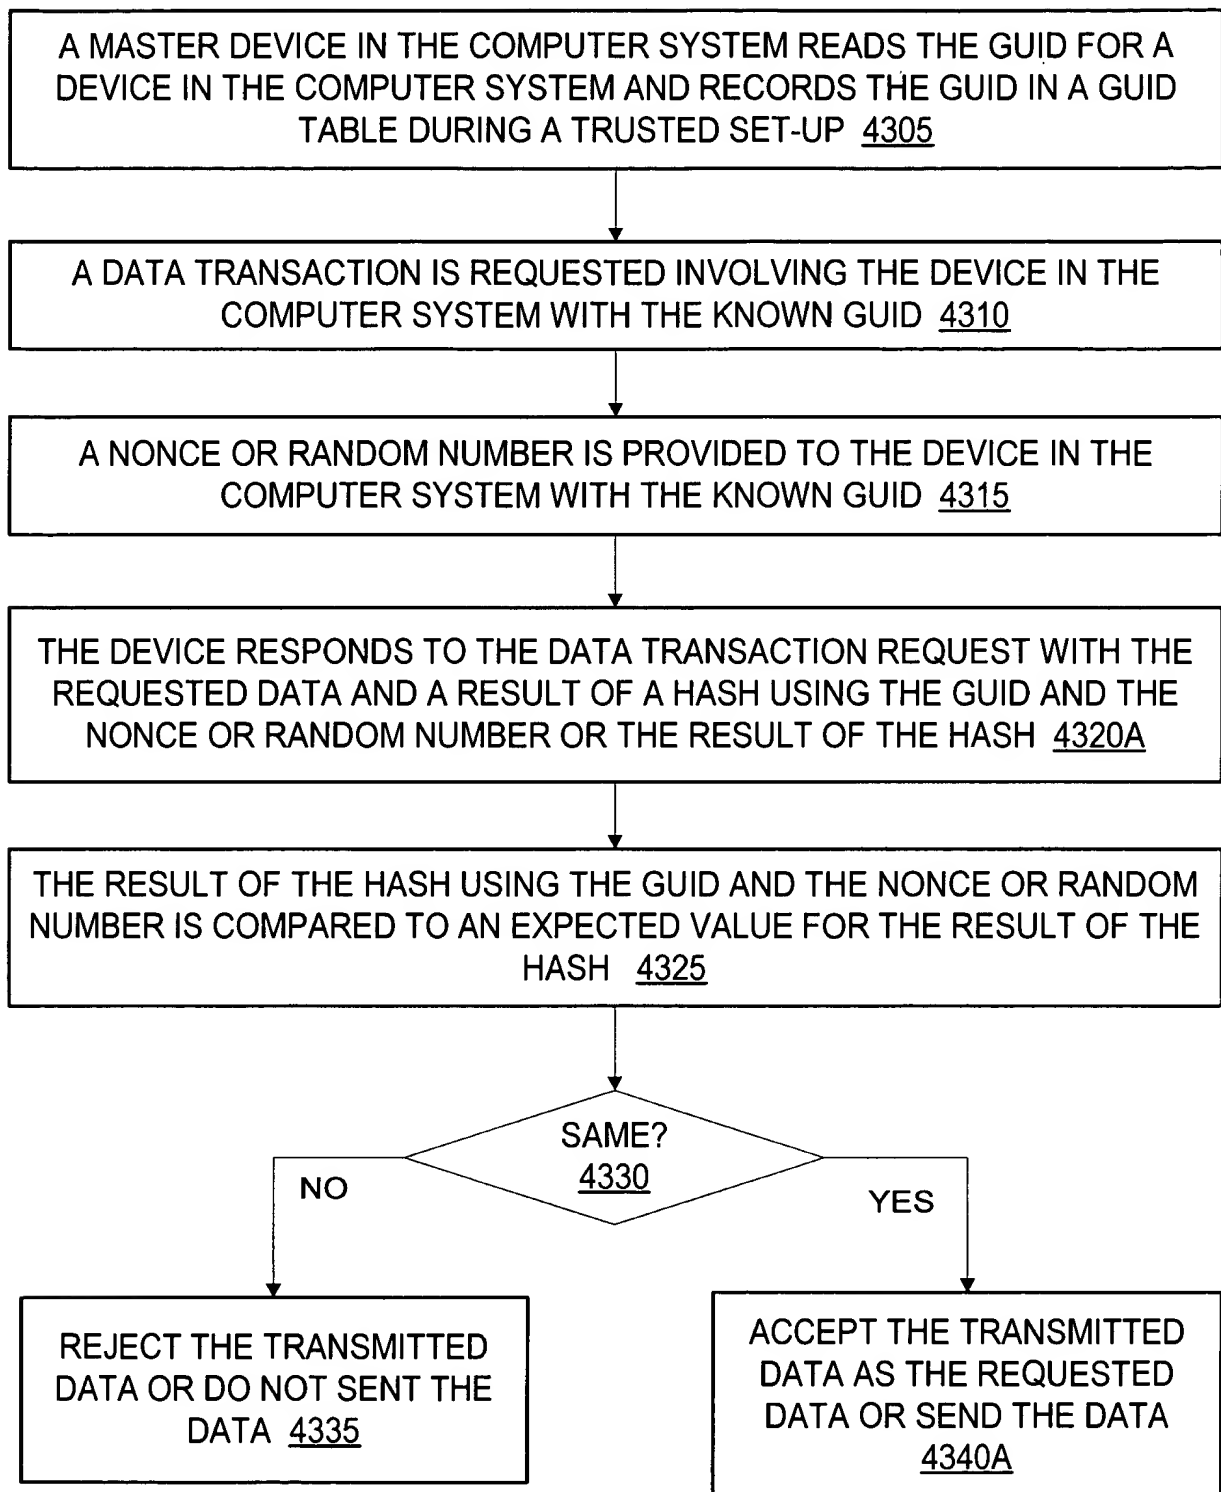 A MASTER DEVICE IN THE COMPUTER SYSTEM READS THE GUID FOR A
DEVICE IN THE COMPUTER SYSTEM AND RECORDS THE GUID IN A GUID
TABLE DURING A TRUSTED SET-UP 4305
A DATA TRANSACTION IS REQUESTED INVOLVING THE DEVICE IN THE
COMPUTER SYSTEM WITH THE KNOWN GUID 4310
A NONCE OR RANDOM NUMBER IS PROVIDED TO THE DEVICE IN THE
COMPUTER SYSTEM WITH THE KNOWN GUID 4315
THE DEVICE RESPONDS TO THE DATA TRANSACTION REQUEST WITH THE
REQUESTED DATA AND A RESULT OF A HASH USING THE GUID AND THE
NONCE OR RANDOM NUMBER OR THE RESULT OF THE HASH 4320A
THE RESULT OF THE HASH USING THE GUID AND THE NONCE OR RANDOM
NUMBER IS COMPARED TO AN EXPECTED VALUE FOR THE RESULT OF THE
HASH 4325
SAME?
4330
NO
YES
REJECT THE TRANSMITTED
DATA OR DO NOT SENT THE
DATA 4335
ACCEPT THE TRANSMITTED
DATA AS THE REQUESTED
DATA OR SEND THE DATA
4340A